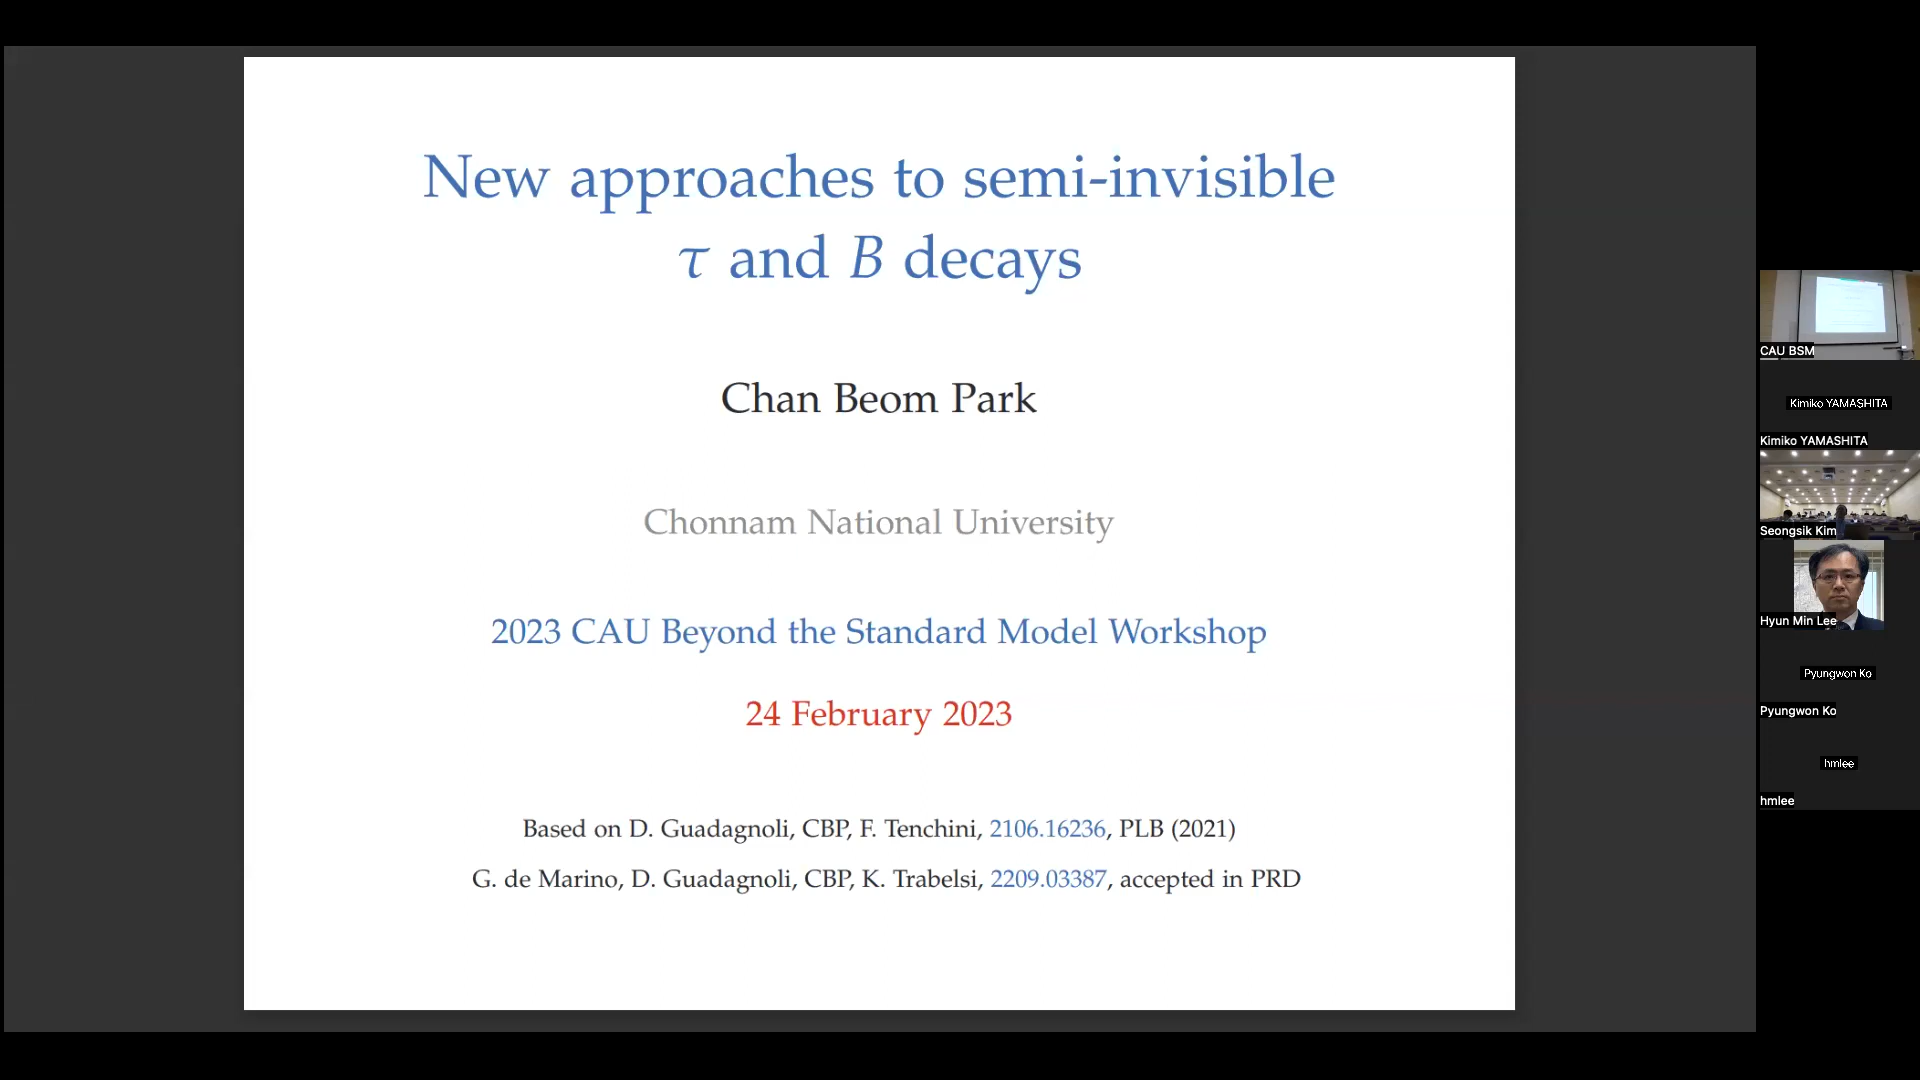 New approaches to semi-invisible
τ and B decays
Chan Beom Park
Chonnam National University
2023 CAU Beyond the Standard Model Workshop
24 February 2023
Based on D. Guadagnoli, CBP, F. Tenchini, 2106.16236, PLB (2021)
G. de Marino, D. Guadagnoli, CBP, K. Trabelsi, 2209.03387, accepted in PRD
CAU BSM
Kimiko YAMASHITA
Kimiko YAMASHITA
Seongsik Kim
Hyun Min Lee
Pyungwon Ko
Pyungwon Ko
hmlee
hmlee